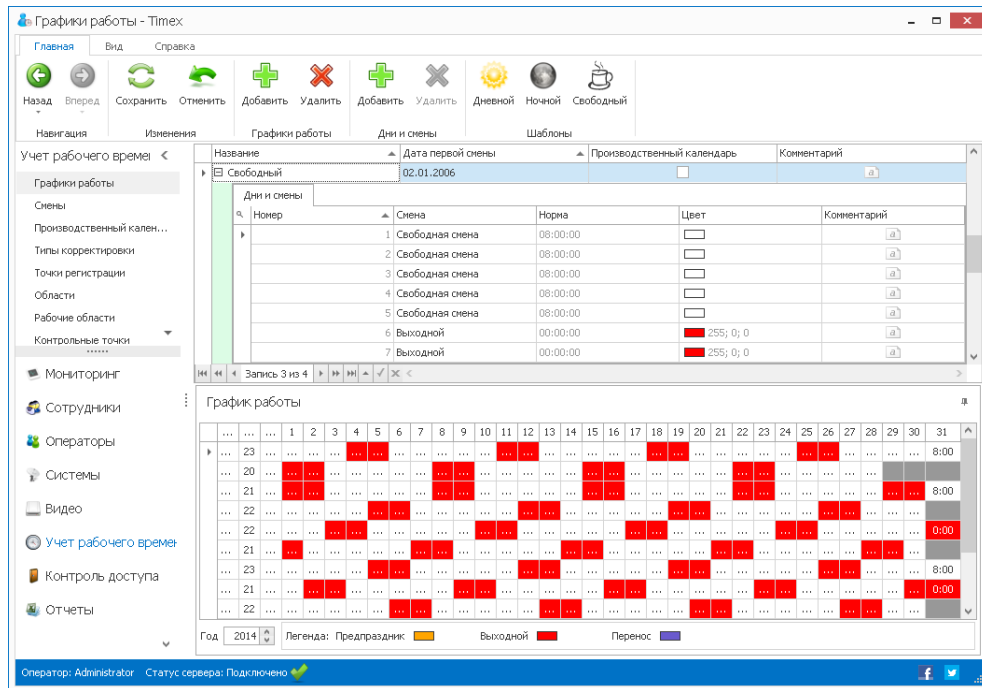 Графики работы - Timex
Главная Вид Справка
Назад Вперед Сохранить Отменить Добавить Удалить Добавить Удалить Дневной Ночной Свободный
Навигация Изменения Графики работы Дни и смены Шаблоны
Учет рабочего времеі
Графики работы
Смены
Производственный кален...
Типы корректировки
Точки регистрации
Области
Рабочие области
Контрольные точки
Мониторинг
Сотрудники
Операторы
Системы
Видео
Учет рабочего времен
Контроль доступа
Отчеты
Название Дата первой смены Производственный календарь Комментарий
Свободный 02.01.2006 a
Дни и смены
Номер Смена Норма Цвет Комментарий
1 Свободная смена 08:00:00 a
2 Свободная смена 08:00:00 a
3 Свободная смена 08:00:00 a
4 Свободная смена 08:00:00 a
5 Свободная смена 08:00:00 a
6 Выходной 00:00:00 255; 0; 0 a
7 Выходной 00:00:00 255; 0; 0 a
Запись 3 из 4
График работы
... ... ... 1 2 3 4 5 6 7 8 9 10 11 12 13 14 15 16 17 18 19 20 21 22 23 24 25 26 27 28 29 30 31
... 23 ... ... ... ... ... ... ... ... ... ... ... ... ... ... ... ... ... ... ... ... ... ... ... ... ... ... ... ... ... ... ... ... 8:00
... 20 ... ... ... ... ... ... ... ... ... ... ... ... ... ... ... ... ... ... ... ... ... ... ... ... ... ... ... ... ... ...
... 21 ... ... ... ... ... ... ... ... ... ... ... ... ... ... ... ... ... ... ... ... ... ... ... ... ... ... ... ... ... ... ... ... 8:00
... 22 ... ... ... ... ... ... ... ... ... ... ... ... ... ... ... ... ... ... ... ... ... ... ... ... ... ... ... ... ... ... ... ...
... 22 ... ... ... ... ... ... ... ... ... ... ... ... ... ... ... ... ... ... ... ... ... ... ... ... ... ... ... ... ... ... ... ... 0:00
... 21 ... ... ... ... ... ... ... ... ... ... ... ... ... ... ... ... ... ... ... ... ... ... ... ... ... ... ... ... ... ... ... ...
... 23 ... ... ... ... ... ... ... ... ... ... ... ... ... ... ... ... ... ... ... ... ... ... ... ... ... ... ... ... ... ... ... ... 8:00
... 21 ... ... ... ... ... ... ... ... ... ... ... ... ... ... ... ... ... ... ... ... ... ... ... ... ... ... ... ... ... ... ... ... 0:00
... 22 ... ... ... ... ... ... ... ... ... ... ... ... ... ... ... ... ... ... ... ... ... ... ... ... ... ... ... ... ... ... ... ...
Год 2014 Легенда: Предпраздник Выходной Перенос
Оператор: Administrator Статус сервера: Подключено